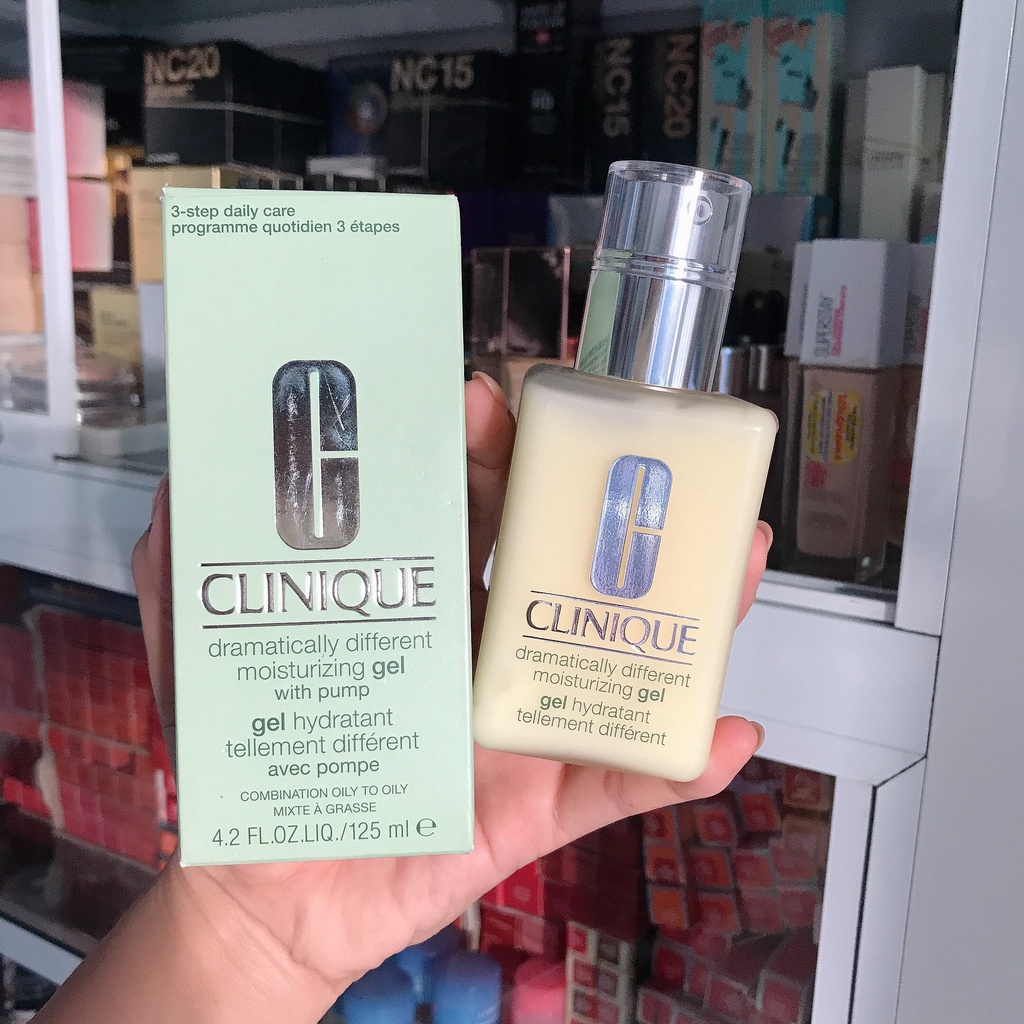 NC20
NC15
NC15
NC20
3-step daily care
programme quotidien 3 étapes
CLINIQUE
dramatically different
moisturizing gel
with pump
gel hydratant
tellement différent
avec pompe
COMBINATION OILY TO OILY
MIXTE À GRASSE
4.2 FL.OZ.LIQ./125 ml ℮
CLINIQUE
dramatically different
moisturizing gel
gel hydratant
tellement différent
SUPERSTAY